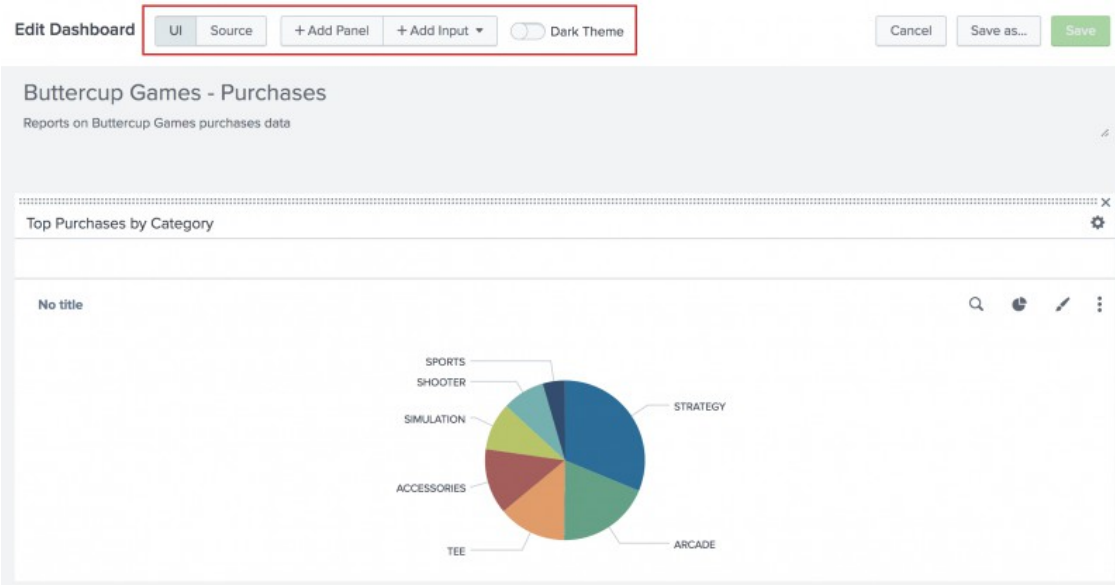 Edit Dashboard UI Source + Add Panel + Add Input Dark Theme Cancel Save as... Save
Buttercup Games - Purchases
Reports on Buttercup Games purchases data
Top Purchases by Category
No title
SPORTS
SHOOTER
STRATEGY
SIMULATION
ACCESSORIES
ARCADE
TEE